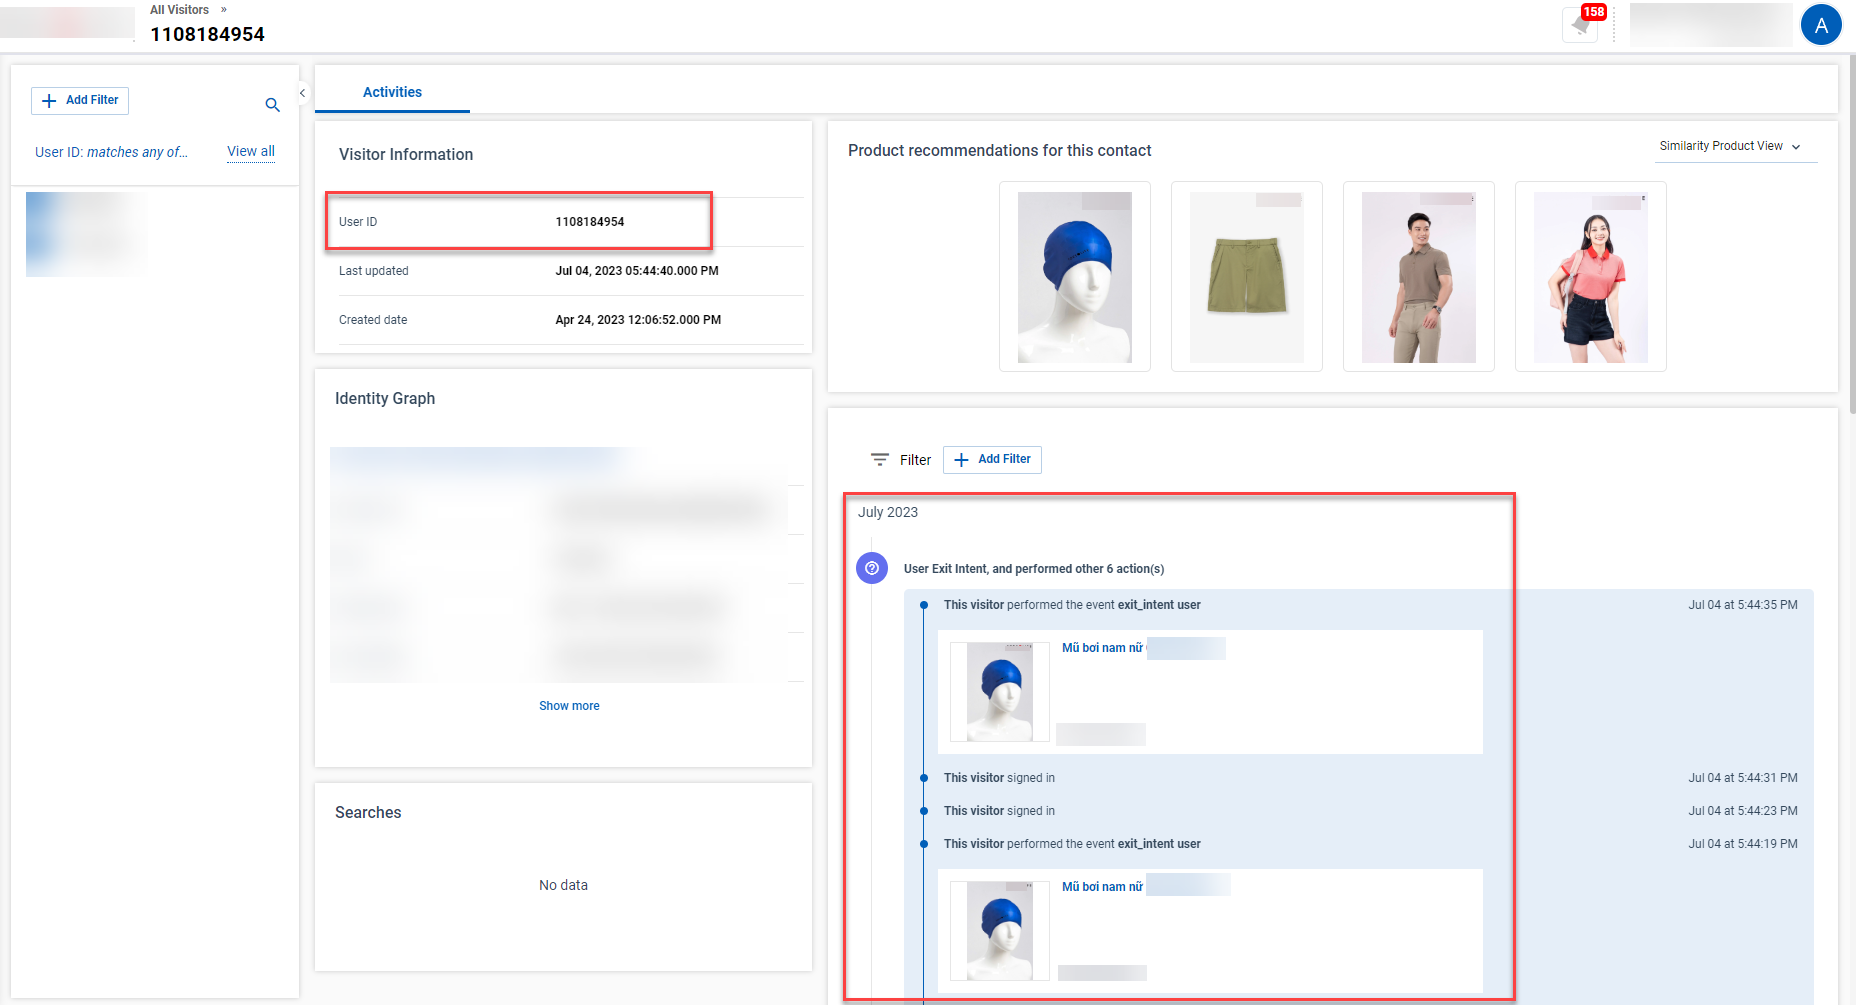 All Visitors »
1108184954
158
A
Add Filter
User ID: matches any of...
View all
Activities
Visitor Information
User ID 1108184954
Last updated Jul 04, 2023 05:44:40.000 PM
Created date Apr 24, 2023 12:06:52.000 PM
Identity Graph
Show more
Searches
No data
Product recommendations for this contact
Similarity Product View
Filter
Add Filter
July 2023
User Exit Intent, and performed other 6 action(s)
This visitor performed the event exit_intent user Jul 04 at 5:44:35 PM
Mũ bơi nam nữ
This visitor signed in Jul 04 at 5:44:31 PM
This visitor signed in Jul 04 at 5:44:23 PM
This visitor performed the event exit_intent user Jul 04 at 5:44:19 PM
Mũ bơi nam nữ